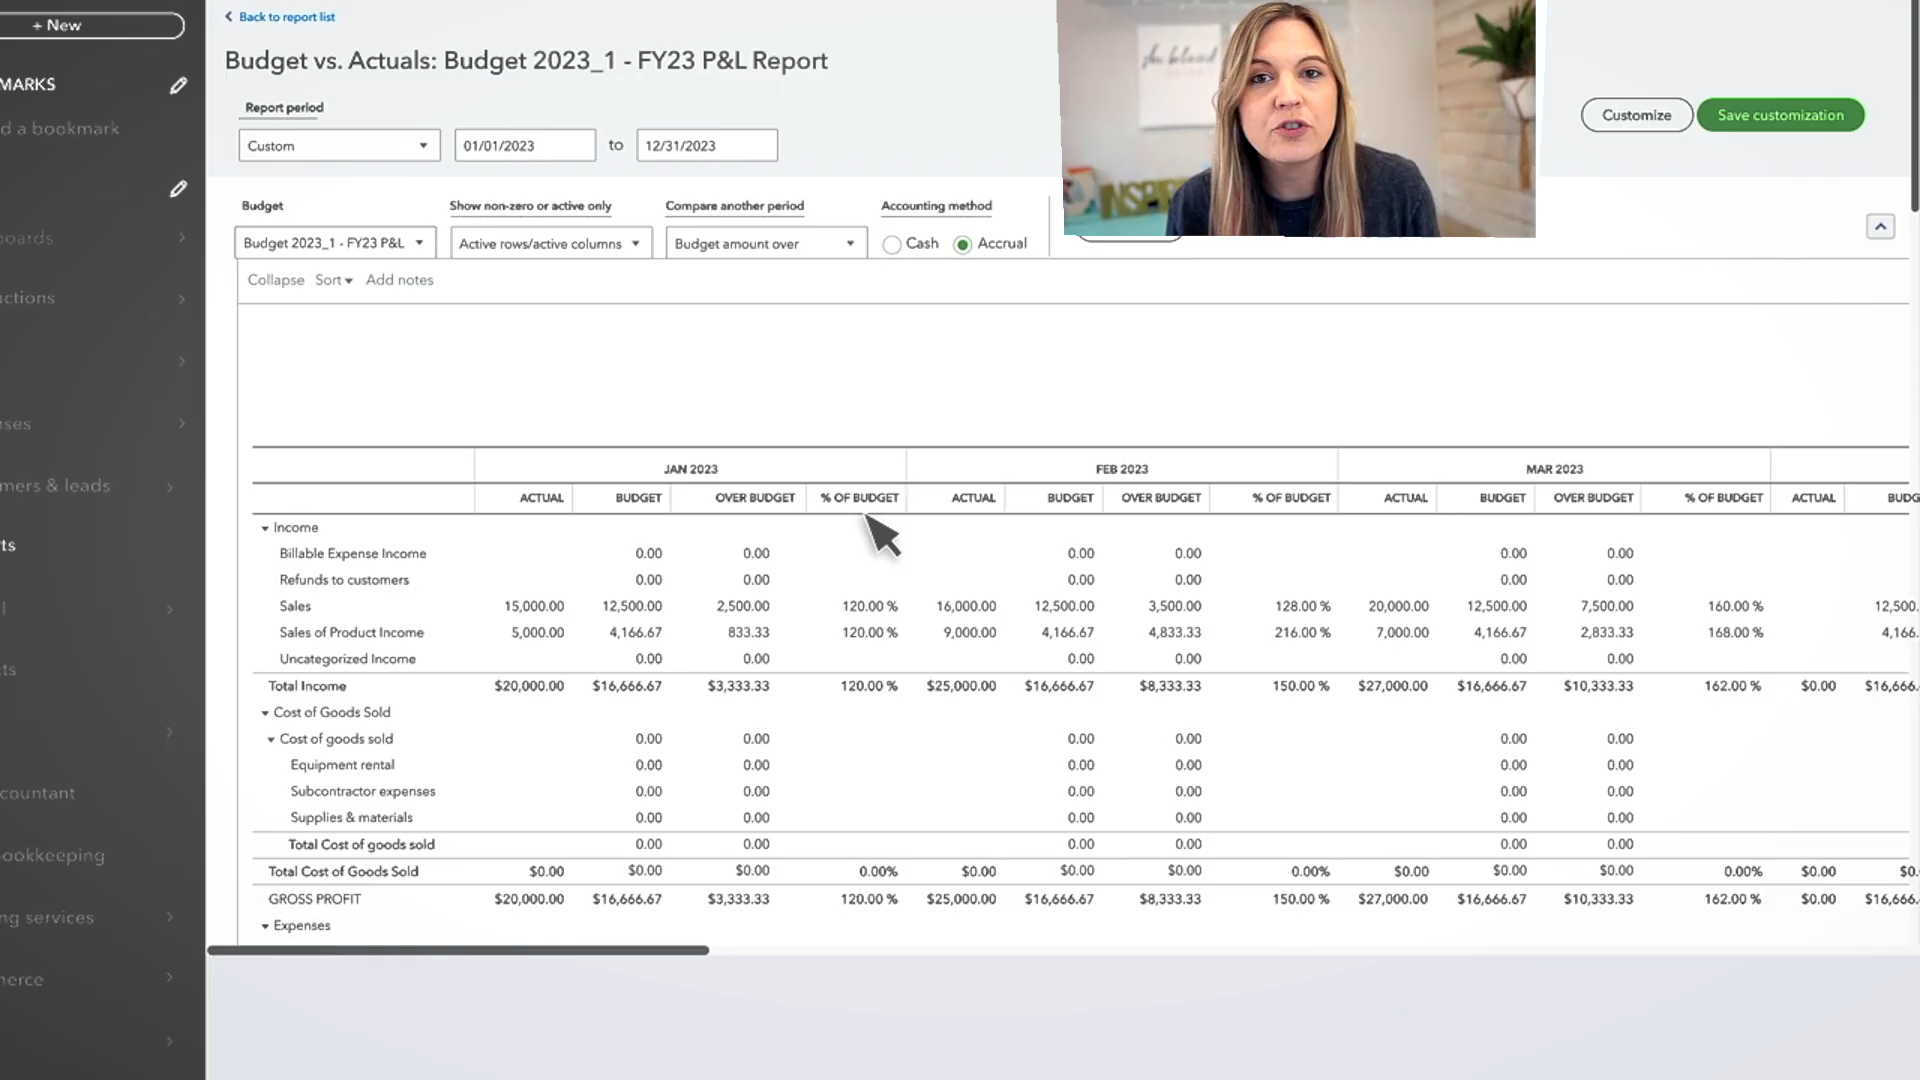 + New
MARKS
d a bookmark
boards
ctions
ses
mers & leads
ts
l
ts
countant
ookkeeping
ng services
merce
Back to report list
Budget vs. Actuals: Budget 2023_1 - FY23 P&L Report
Report period
Custom 01/01/2023 to 12/31/2023
Customize Save customization
Budget Show non-zero or active only Compare another period Accounting method
Budget 2023_1 - FY23 P&L Active rows/active columns Budget amount over Cash Accrual
Collapse Sort Add notes
JAN 2023 FEB 2023 MAR 2023
ACTUAL BUDGET OVER BUDGET % OF BUDGET ACTUAL BUDGET OVER BUDGET % OF BUDGET ACTUAL BUDGET OVER BUDGET % OF BUDGET ACTUAL BUDG
Income
Billable Expense Income 0.00 0.00 0.00 0.00 0.00 0.00
Refunds to customers 0.00 0.00 0.00 0.00 0.00 0.00
Sales 15,000.00 12,500.00 2,500.00 120.00 % 16,000.00 12,500.00 3,500.00 128.00 % 20,000.00 12,500.00 7,500.00 160.00 % 12,500.
Sales of Product Income 5,000.00 4,166.67 833.33 120.00 % 9,000.00 4,166.67 4,833.33 216.00 % 7,000.00 4,166.67 2,833.33 168.00 % 4,166.
Uncategorized Income 0.00 0.00 0.00 0.00 0.00 0.00
Total Income $20,000.00 $16,666.67 $3,333.33 120.00 % $25,000.00 $16,666.67 $8,333.33 150.00 % $27,000.00 $16,666.67 $10,333.33 162.00 % $0.00 $16,666.
Cost of Goods Sold
Cost of goods sold 0.00 0.00 0.00 0.00 0.00 0.00
Equipment rental 0.00 0.00 0.00 0.00 0.00 0.00
Subcontractor expenses 0.00 0.00 0.00 0.00 0.00 0.00
Supplies & materials 0.00 0.00 0.00 0.00 0.00 0.00
Total Cost of goods sold 0.00 0.00 0.00 0.00 0.00 0.00
Total Cost of Goods Sold $0.00 $0.00 $0.00 0.00% $0.00 $0.00 $0.00 0.00% $0.00 $0.00 $0.00 0.00% $0.00 $0.
GROSS PROFIT $20,000.00 $16,666.67 $3,333.33 120.00 % $25,000.00 $16,666.67 $8,333.33 150.00 % $27,000.00 $16,666.67 $10,333.33 162.00 % $0.00 $16,666.
Expenses
she believed
INSPIR